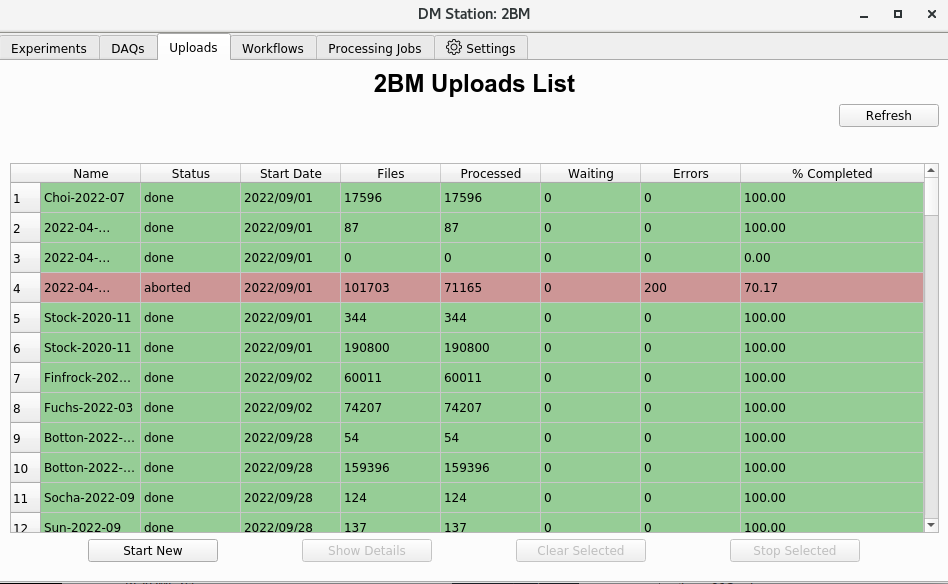 DM Station: 2BM
Experiments DAQs Uploads Workflows Processing Jobs Settings
2BM Uploads List
Refresh
Name Status Start Date Files Processed Waiting Errors % Completed
1 Choi-2022-07 done 2022/09/01 17596 17596 0 0 100.00
2 2022-04-... done 2022/09/01 87 87 0 0 100.00
3 2022-04-... done 2022/09/01 0 0 0 0 0.00
4 2022-04-... aborted 2022/09/01 101703 71165 0 200 70.17
5 Stock-2020-11 done 2022/09/01 344 344 0 0 100.00
6 Stock-2020-11 done 2022/09/01 190800 190800 0 0 100.00
7 Finfrock-202... done 2022/09/02 60011 60011 0 0 100.00
8 Fuchs-2022-03 done 2022/09/02 74207 74207 0 0 100.00
9 Botton-2022-... done 2022/09/28 54 54 0 0 100.00
10 Botton-2022-... done 2022/09/28 159396 159396 0 0 100.00
11 Socha-2022-09 done 2022/09/28 124 124 0 0 100.00
12 Sun-2022-09 done 2022/09/28 137 137 0 0 100.00
Start New Show Details Clear Selected Stop Selected